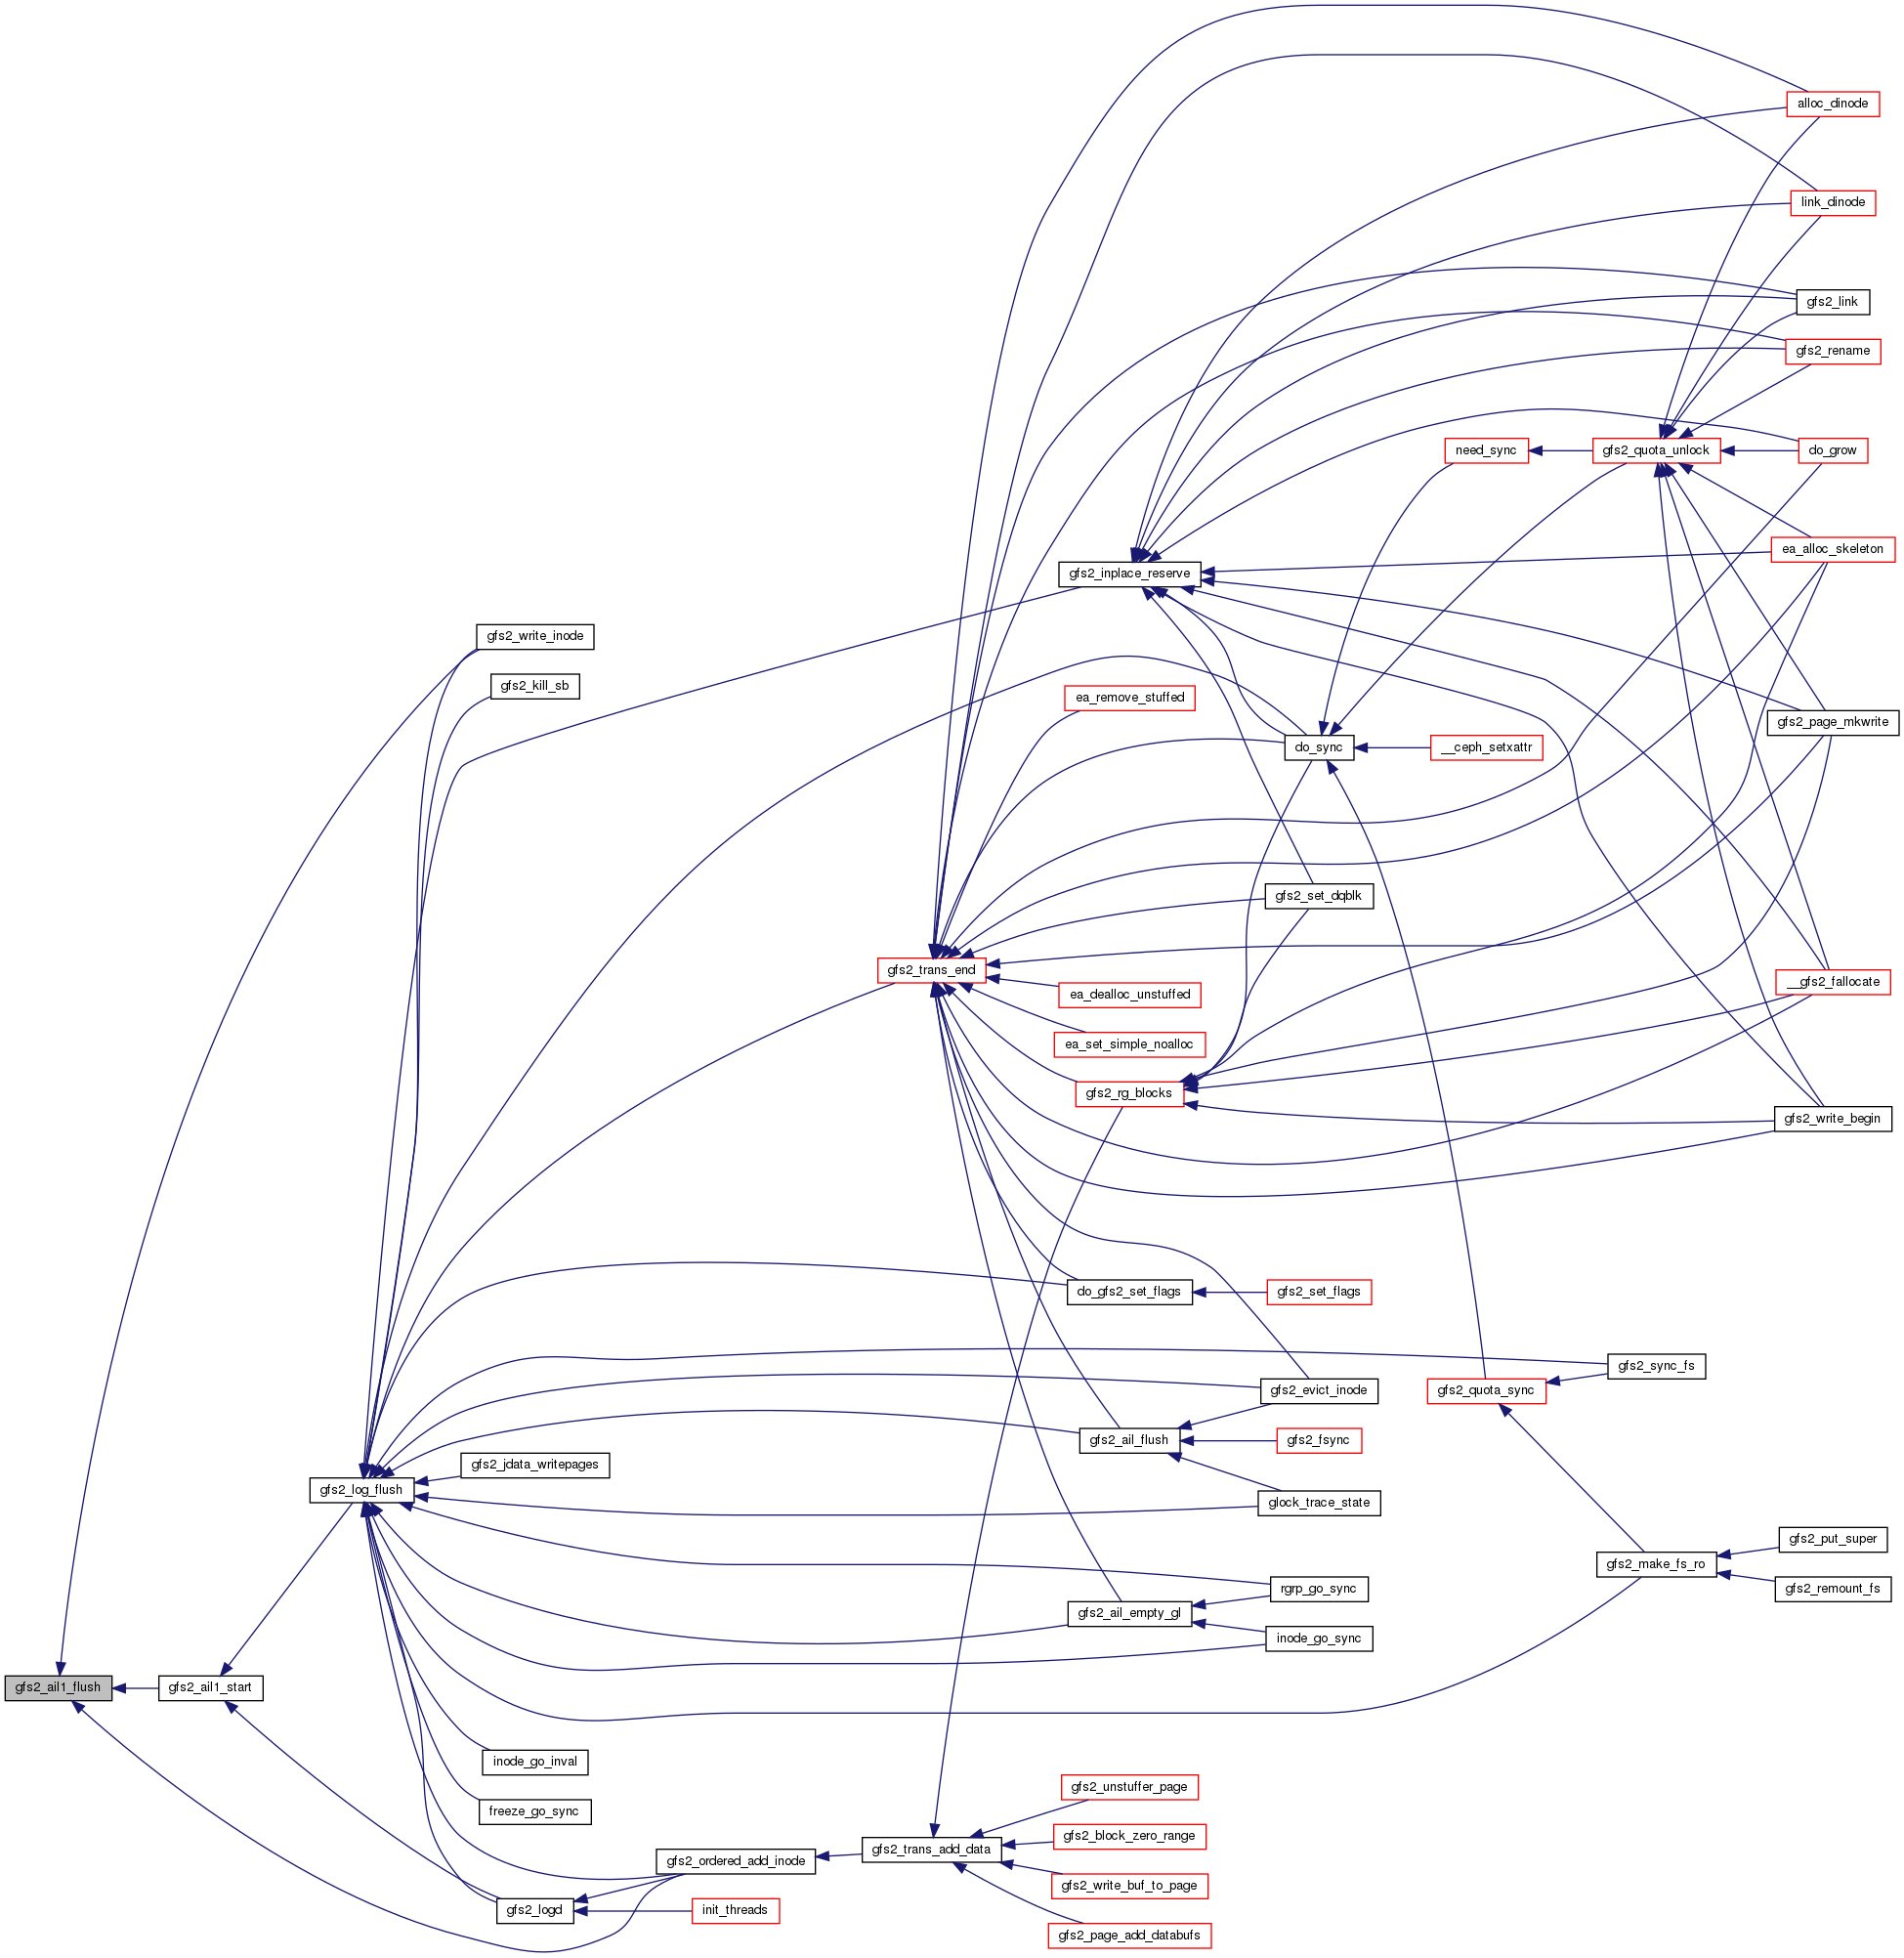 alloc_dinode
link_dinode
gfs2_link
gfs2_rename
need_sync
gfs2_quota_unlock
do_grow
ea_alloc_skeleton
gfs2_inplace_reserve
gfs2_write_inode
gfs2_kill_sb
ea_remove_stuffed
gfs2_page_mkwrite
do_sync
__ceph_setxattr
gfs2_set_dqblk
gfs2_trans_end
__gfs2_fallocate
ea_dealloc_unstuffed
ea_set_simple_noalloc
gfs2_rg_blocks
gfs2_write_begin
do_gfs2_set_flags
gfs2_set_flags
gfs2_sync_fs
gfs2_evict_inode
gfs2_quota_sync
gfs2_ail_flush
gfs2_fsync
gfs2_jdata_writepages
gfs2_log_flush
glock_trace_state
gfs2_put_super
gfs2_make_fs_ro
rgrp_go_sync
gfs2_remount_fs
gfs2_ail_empty_gl
inode_go_sync
gfs2_ail1_flush
gfs2_ail1_start
inode_go_inval
gfs2_unstuffer_page
freeze_go_sync
gfs2_block_zero_range
gfs2_trans_add_data
gfs2_ordered_add_inode
gfs2_write_buf_to_page
gfs2_logd
init_threads
gfs2_page_add_databufs